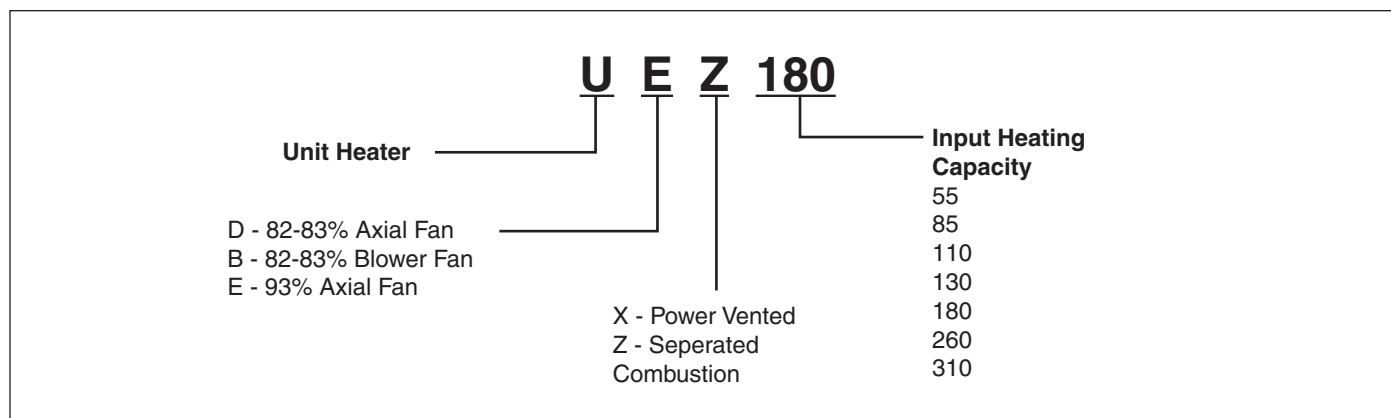 U E Z 180
Unit Heater
D - 82-83% Axial Fan
B - 82-83% Blower Fan
E - 93% Axial Fan
X - Power Vented
Z - Seperated
Combustion
Input Heating
Capacity
55
85
110
130
180
260
310